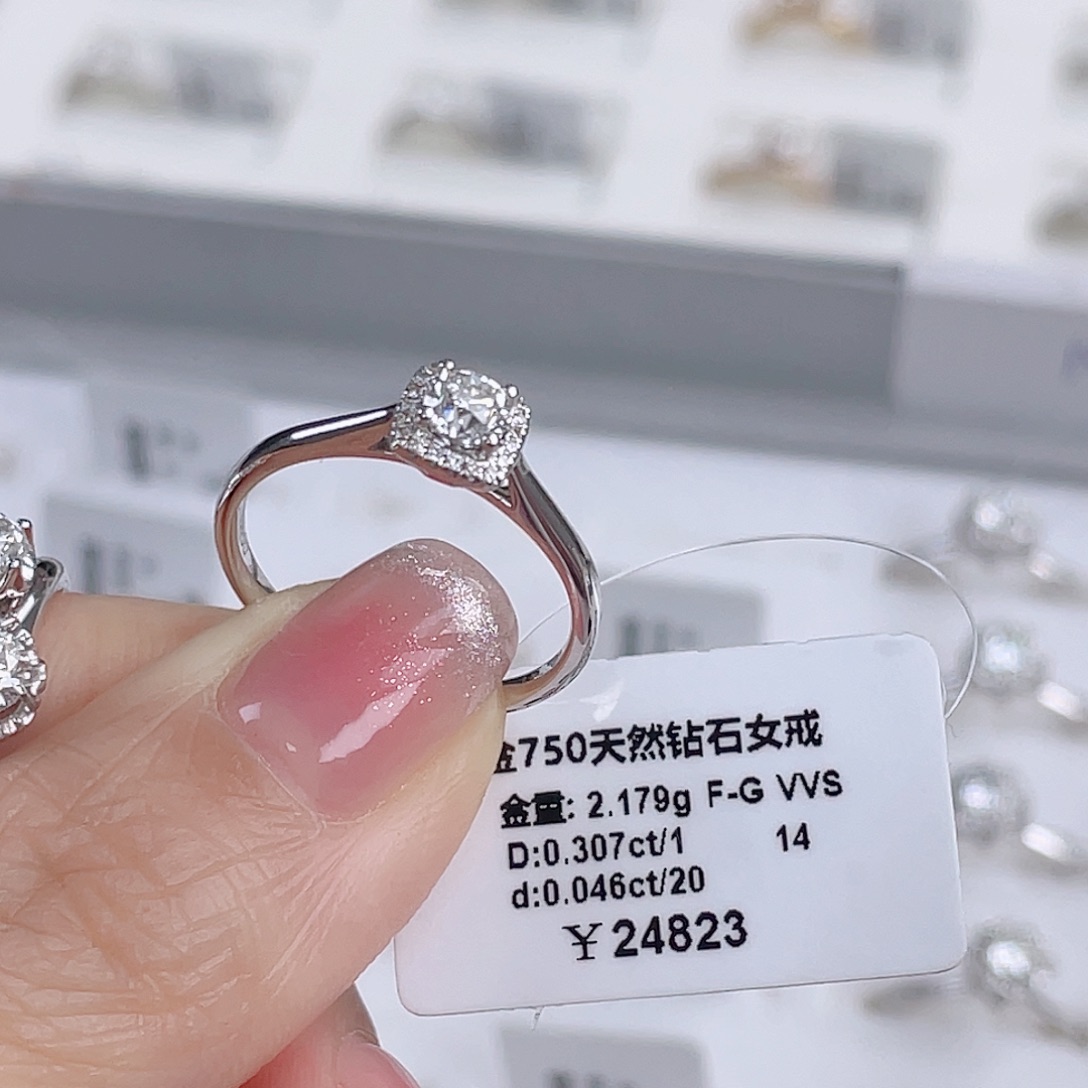 金750天然钻石女戒
金重: 2.179g F-G VVS
D:0.307ct/1 14
d:0.046ct/20
¥24823